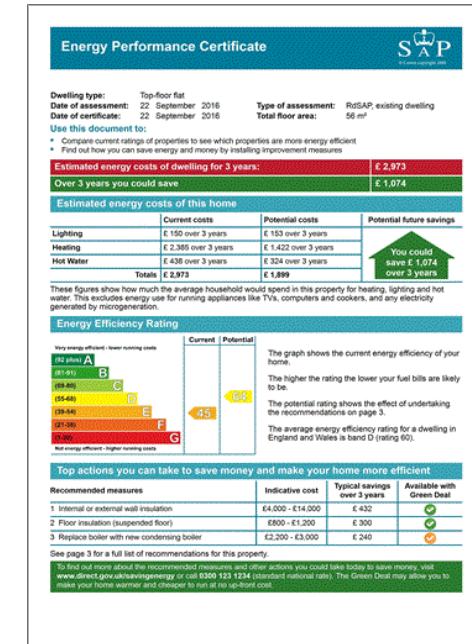 Energy Performance Certificate
SAP
© Crown copyright 2009
Dwelling type: Top-floor flat
Date of assessment: 22 September 2016 Type of assessment: RdSAP, existing dwelling
Date of certificate: 22 September 2016 Total floor area: 56 m²
Use this document to:
• Compare current ratings of properties to see which properties are more energy efficient
• Find out how you can save energy and money by installing improvement measures
Estimated energy costs of dwelling for 3 years: £ 2,973
Over 3 years you could save £ 1,074
Estimated energy costs of this home
Current costs Potential costs Potential future savings
Lighting £ 150 over 3 years £ 153 over 3 years
Heating £ 2,385 over 3 years £ 1,422 over 3 years
Hot Water £ 438 over 3 years £ 324 over 3 years
Totals £ 2,973 £ 1,899
You could
save £ 1,074
over 3 years
These figures show how much the average household would spend in this property for heating, lighting and hot
water. This excludes energy use for running appliances like TVs, computers and cookers, and any electricity
generated by microgeneration.
Energy Efficiency Rating
Current Potential
Very energy efficient - lower running costs
(92 plus) A
(81-91) B
(69-80) C
(55-68) D
(39-54) E
(21-38) F
(1-20) G
Not energy efficient - higher running costs
45
64
The graph shows the current energy efficiency of your
home.
The higher the rating the lower your fuel bills are likely
to be.
The potential rating shows the effect of undertaking
the recommendations on page 3.
The average energy efficiency rating for a dwelling in
England and Wales is band D (rating 60).
Top actions you can take to save money and make your home more efficient
Recommended measures Indicative cost Typical savings over 3 years Available with Green Deal
1 Internal or external wall insulation £4,000 - £14,000 £ 432
2 Floor insulation (suspended floor) £800 - £1,200 £ 300
3 Replace boiler with new condensing boiler £2,200 - £3,000 £ 240
See page 3 for a full list of recommendations for this property.
To find out more about the recommended measures and other actions you could take today to save money, visit
www.direct.gov.uk/savingenergy or call 0300 123 1234 (standard national rate). The Green Deal may allow you to
make your home warmer and cheaper to run at no up-front cost.